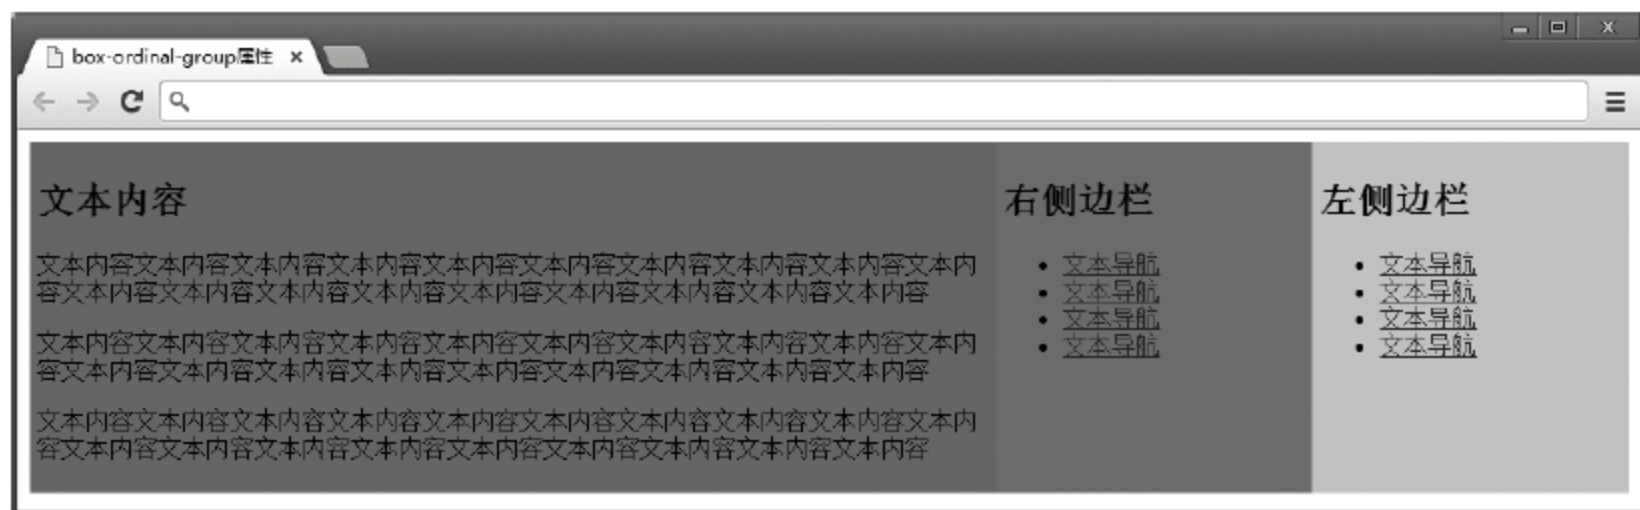 box-ordinal-group属性
文本内容
文本内容文本内容文本内容文本内容文本内容文本内容文本内容文本内容文本内容文本内
容文本内容文本内容文本内容文本内容文本内容文本内容文本内容文本内容文本内容
文本内容文本内容文本内容文本内容文本内容文本内容文本内容文本内容文本内容文本内
容文本内容文本内容文本内容文本内容文本内容文本内容文本内容文本内容文本内容
文本内容文本内容文本内容文本内容文本内容文本内容文本内容文本内容文本内容文本内
容文本内容文本内容文本内容文本内容文本内容文本内容文本内容文本内容文本内容
右侧边栏
文本导航
文本导航
文本导航
文本导航
左侧边栏
文本导航
文本导航
文本导航
文本导航